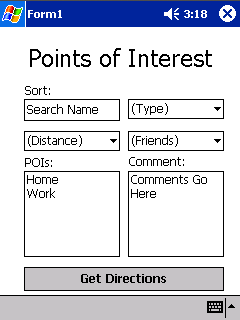 Form1 3:18
Points of Interest
Sort:
Search Name (Type)
(Distance) (Friends)
POIs: Comment:
Home
Work
Comments Go
Here
Get Directions